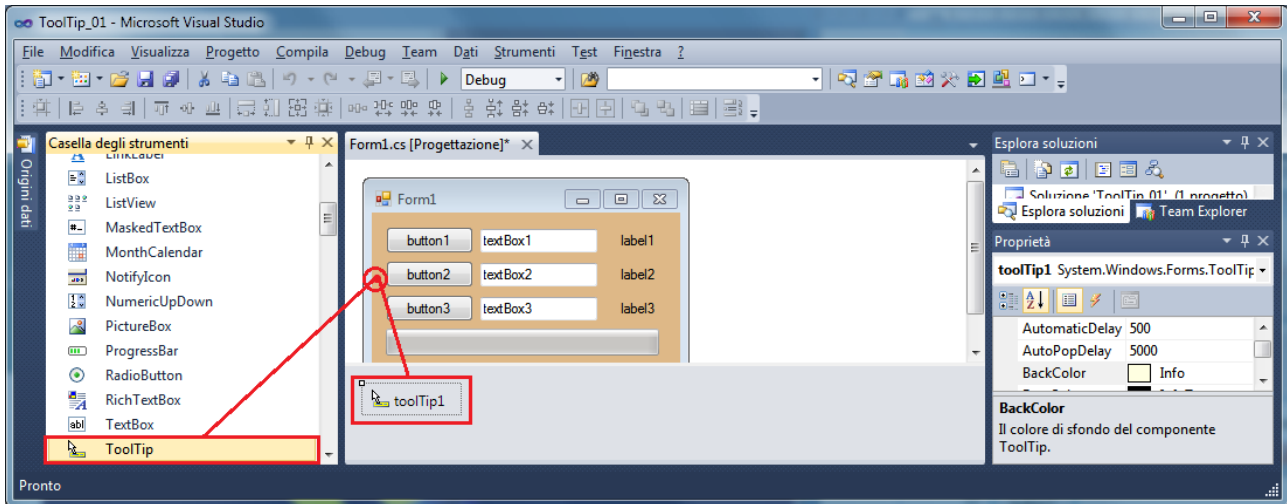 ToolTip_01 - Microsoft Visual Studio
File Modifica Visualizza Progetto Compila Debug Team Dati Strumenti Test Finestra ?
Debug
Origini dati
Casella degli strumenti
LinkLabel
ListBox
ListView
MaskedTextBox
MonthCalendar
NotifyIcon
NumericUpDown
PictureBox
ProgressBar
RadioButton
RichTextBox
TextBox
ToolTip
Form1.cs [Progettazione]*
Form1
button1 textBox1 label1
button2 textBox2 label2
button3 textBox3 label3
toolTip1
Esplora soluzioni
Soluzione 'ToolTip_01' (1 progetto)
Esplora soluzioni Team Explorer
Proprietà
toolTip1 System.Windows.Forms.ToolTip
AutomaticDelay 500
AutoPopDelay 5000
BackColor Info
BackColor
Il colore di sfondo del componente
ToolTip.
Pronto